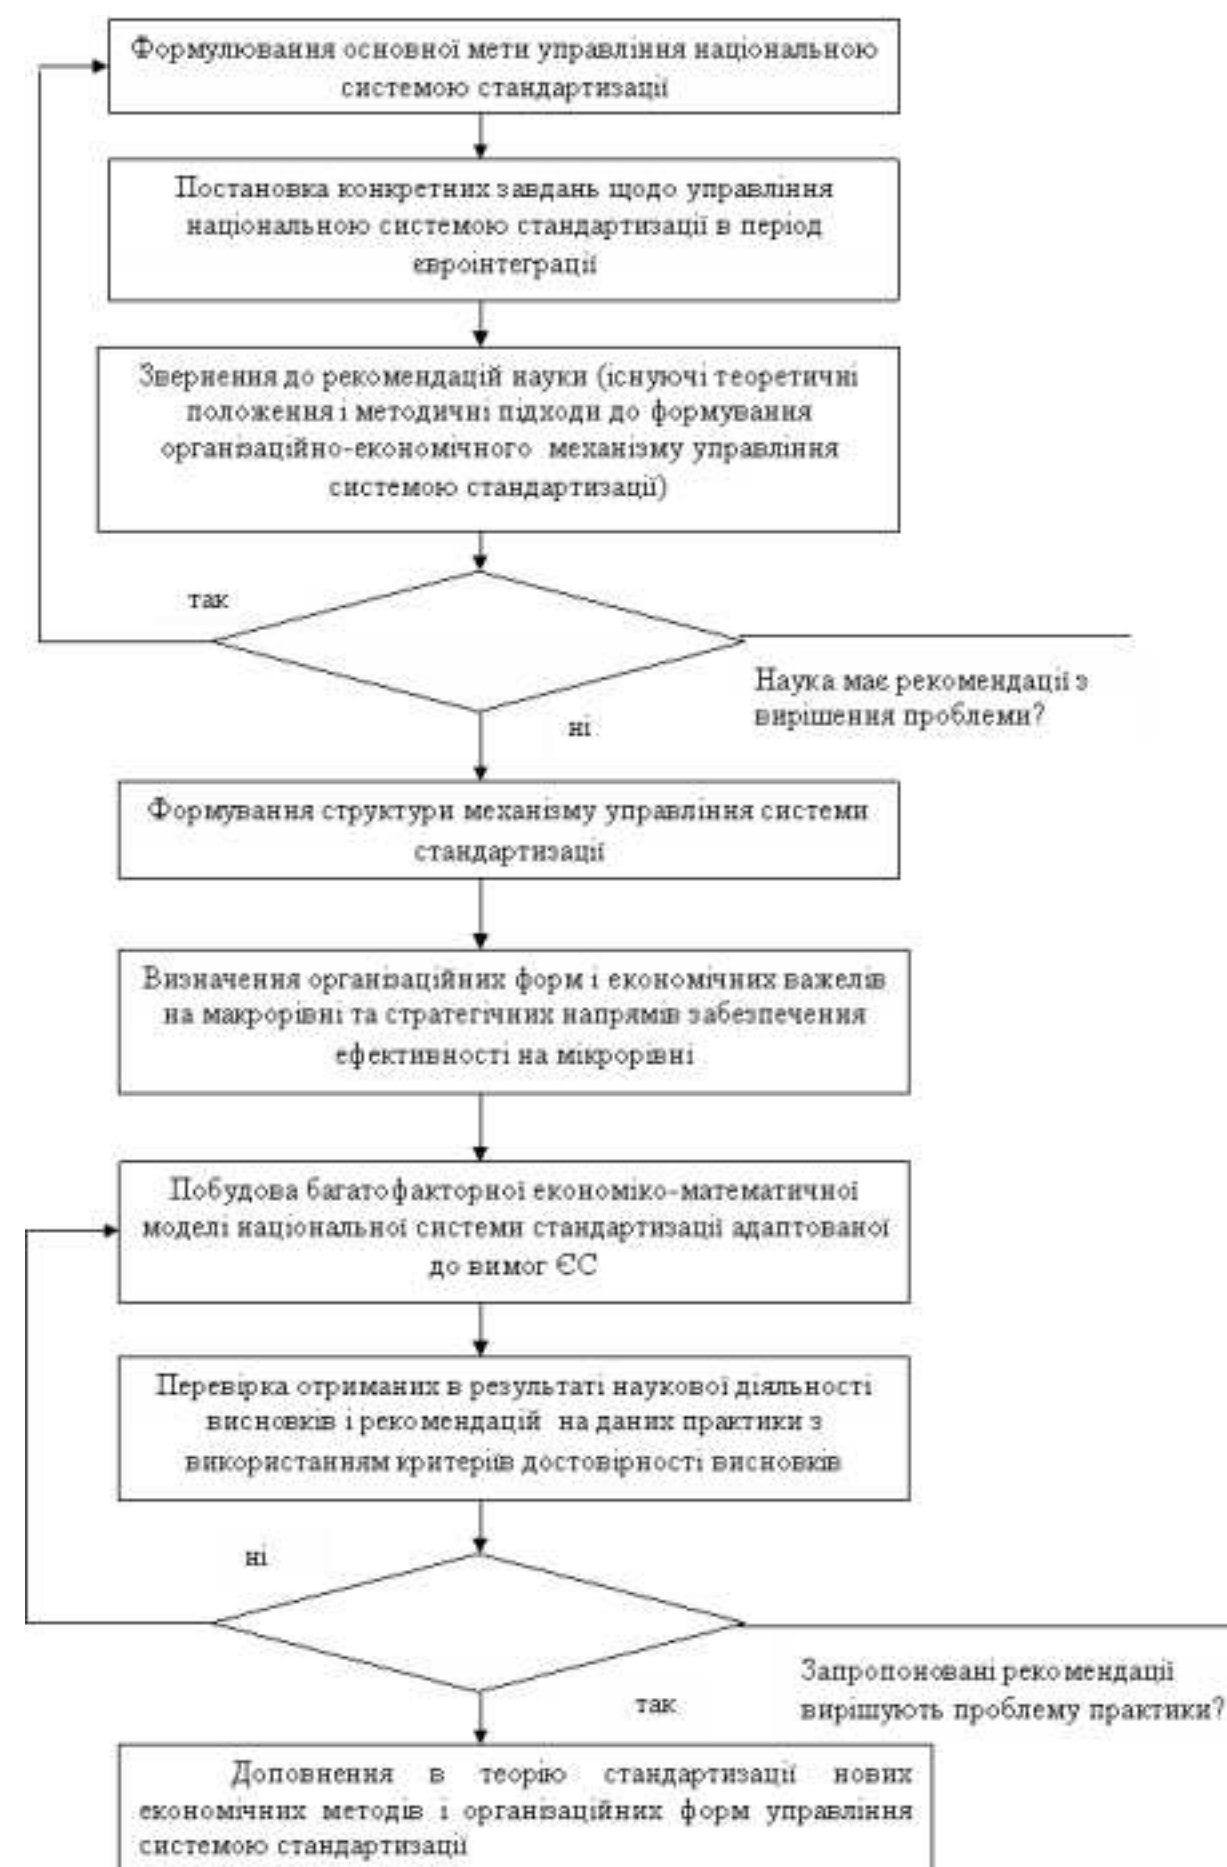 Формулювання основної мети управління національною
системою стандартизації
Постановка конкретних завдань щодо управління
національною системою стандартизації в період
євроінтеграції
Звернення до рекомендацій науки (існуючі теоретичні
положення і методичні підходи до формування
організаційно-економічного механізму управління
системою стандартизації)
так
Наука має рекомендації з
вирішення проблеми?
ні
Формування структури механізму управління системи
стандартизації
Визначення організаційних форм і економічних важелів
на макрорівні та стратегічних напрямів забезпечення
ефективності на мікрорівні
Побудова багатофакторної економіко-математичної
моделі національної системи стандартизації адаптованої
до вимог ЄС
Перевірка отриманих в результаті наукової діяльності
висновків і рекомендацій на даних практики з
використанням критеріїв достовірності висновків
ні
Запропоновані рекомендації
вирішують проблему практики?
так
Доповнення в теорію стандартизації нових
економічних методів і організаційних форм управління
системою стандартизації